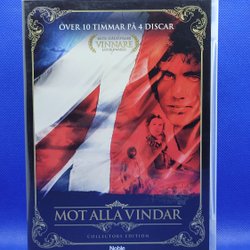 ÖVER 10 TIMMAR PÅ 4 DISCAR
VINNARE
MOT ALLA VINDAR
COLLECTORS EDITION
Noble